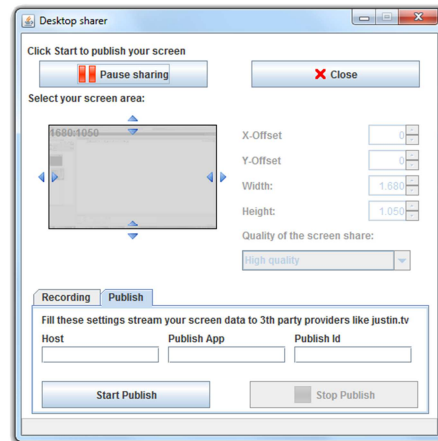 Desktop sharer
Click Start to publish your screen
Pause sharing
Close
Select your screen area:
1680:1050
X-Offset
0
Y-Offset
0
Width:
1.680
Height:
1.050
Quality of the screen share:
High quality
Recording
Publish
Fill these settings stream your screen data to 3th party providers like justin.tv
Host
Publish App
Publish Id
Start Publish
Stop Publish